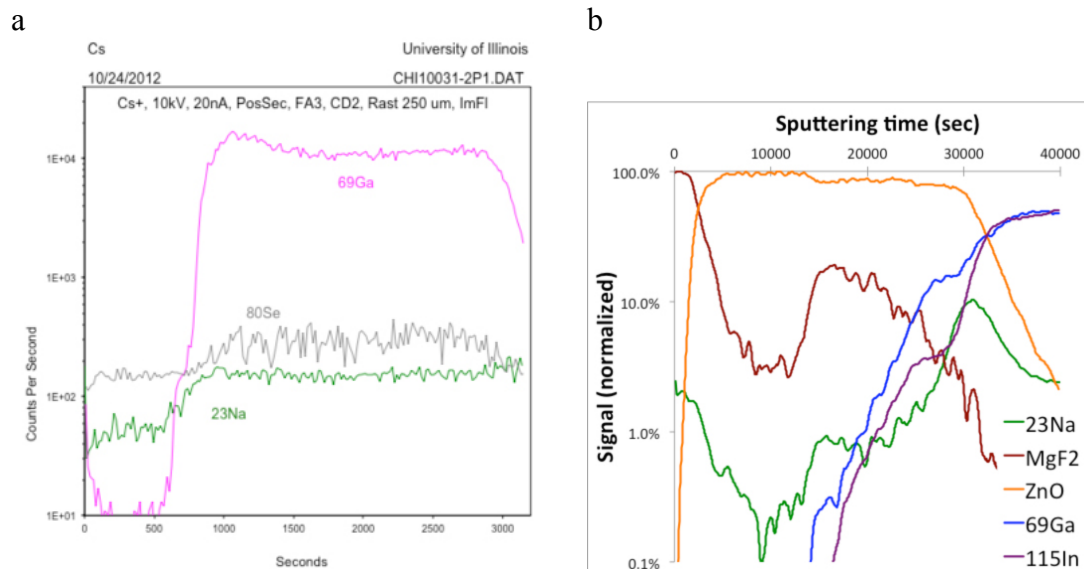 a
Cs University of Illinois
10/24/2012 CHI10031-2P1.DAT
Cs+, 10kV, 20nA, PosSec, FA3, CD2, Rast 250 um, ImFl
1E+04
1E+03
1E+02
1E+01
Counts Per Second
69Ga
80Se
23Na
0 500 1000 1500 2000 2500 3000
Seconds
b
Sputtering time (sec)
0 10000 20000 30000 40000
100.0%
10.0%
1.0%
0.1%
Signal (normalized)
23Na
MgF2
ZnO
69Ga
115In